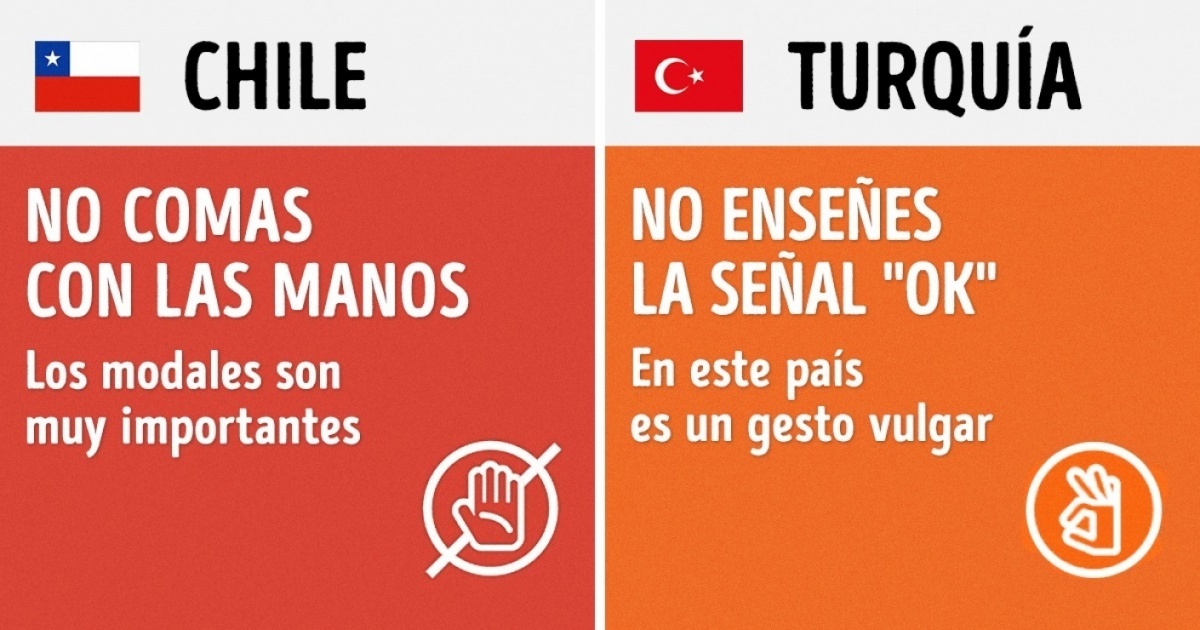 CHILE
NO COMAS
CON LAS MANOS
Los modales son
muy importantes
TURQUÍA
NO ENSEÑES
LA SEÑAL "OK"
En este país
es un gesto vulgar